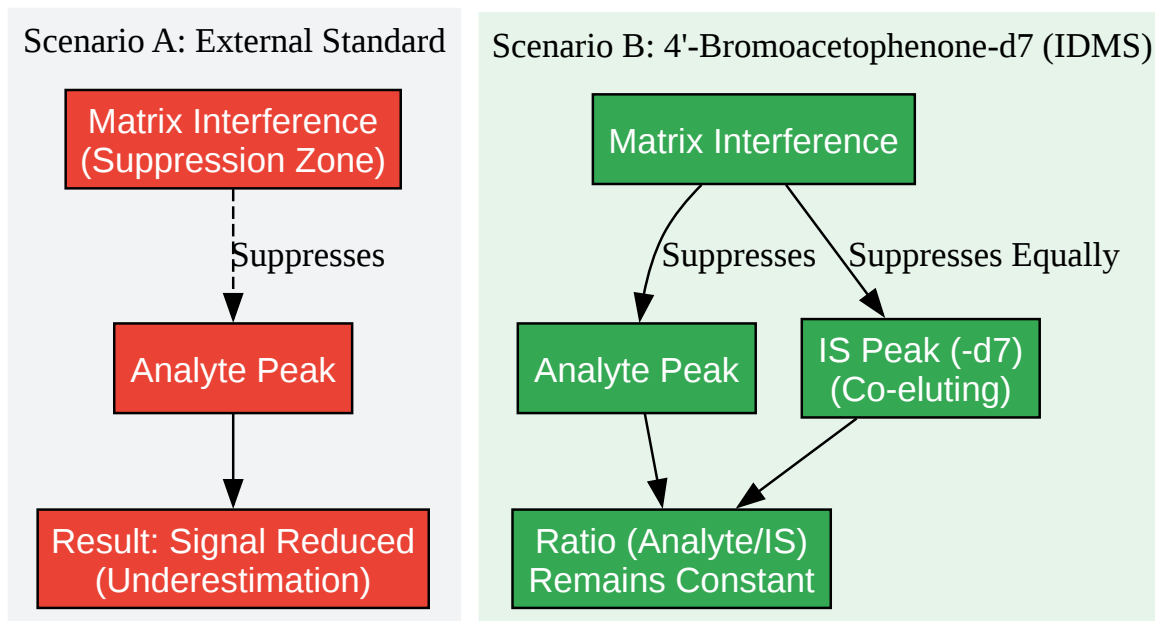 Scenario A: External Standard
Matrix Interference
(Suppression Zone)
Suppresses
Analyte Peak
Result: Signal Reduced
(Underestimation)
Scenario B: 4'-Bromoacetophenone-d7 (IDMS)
Matrix Interference
Suppresses
Suppresses Equally
Analyte Peak
IS Peak (-d7)
(Co-eluting)
Ratio (Analyte/IS)
Remains Constant